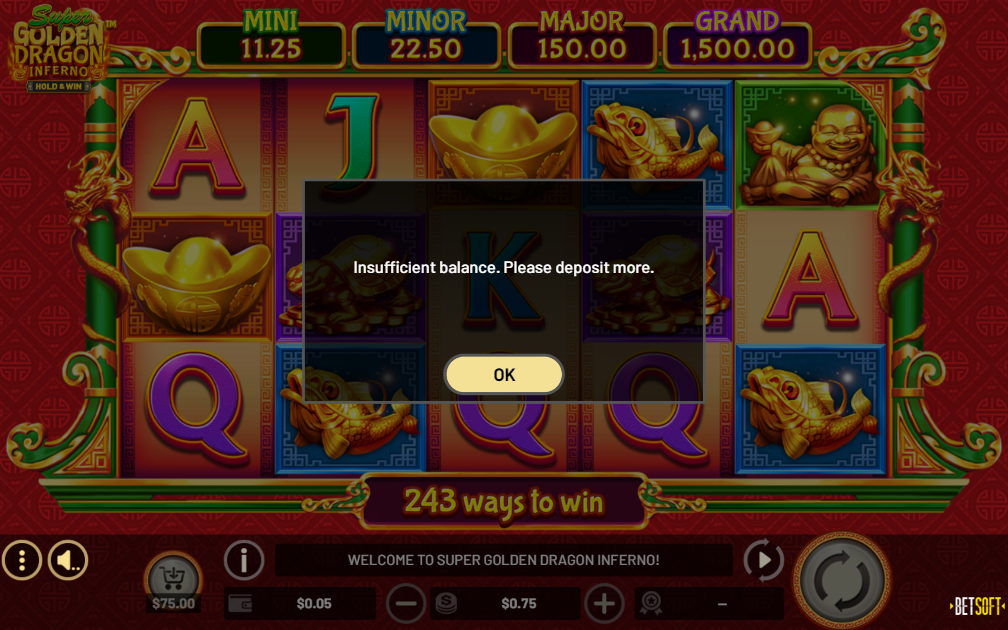 Super
GOLDEN
DRAGON
INFERNO
HOLD & WIN
TM
MINI
11.25
MINOR
22.50
MAJOR
150.00
GRAND
1,500.00
A
J
K
A
Q
Q
Q
Insufficient balance. Please deposit more.
OK
243 ways to win
WELCOME TO SUPER GOLDEN DRAGON INFERNO!
$75.00
$0.05
$0.75
–
BETSOFT